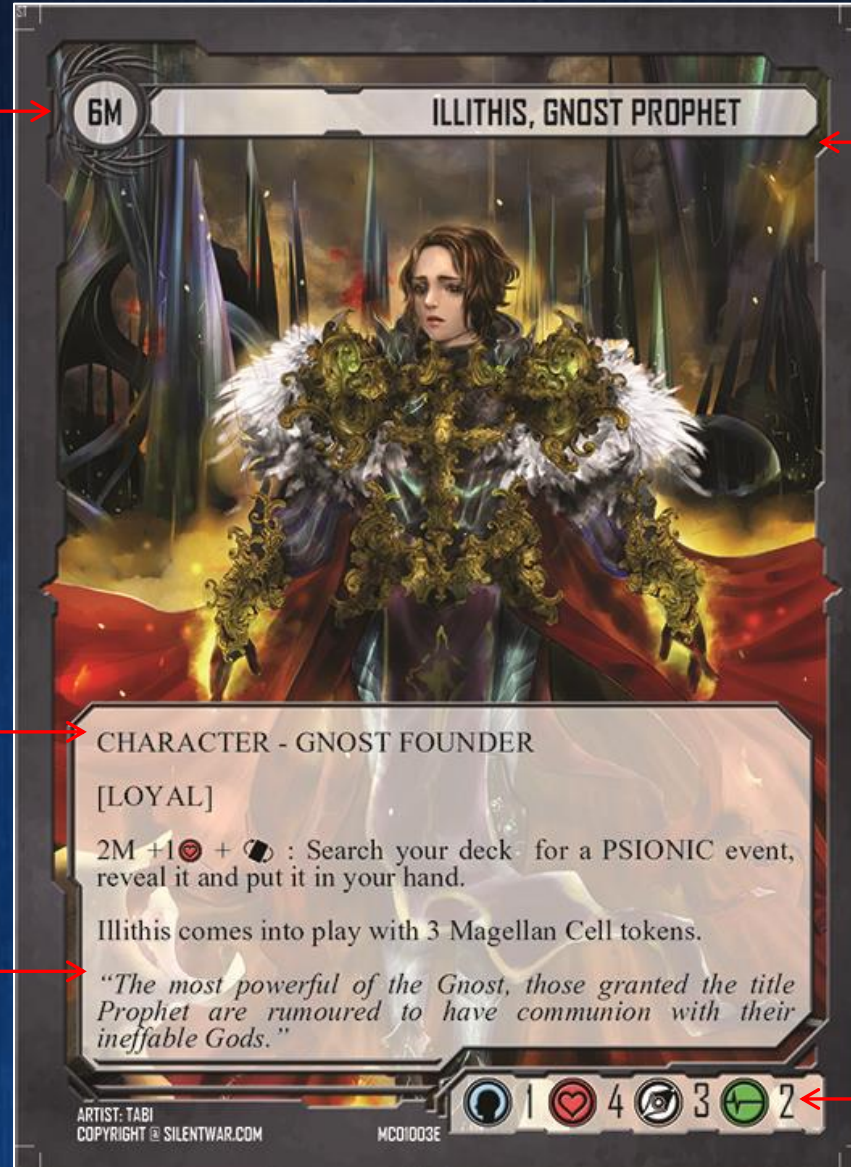 ST
6M
ILLITHIS, GNOST PROPHET
CHARACTER - GNOST FOUNDER
[LOYAL]
2M +1 + : Search your deck for a PSIONIC event,
reveal it and put it in your hand.
Illithis comes into play with 3 Magellan Cell tokens.
“The most powerful of the Gnost, those granted the title
Prophet are rumoured to have communion with their
ineffable Gods.”
1 4 3 2
ARTIST: TABI
COPYRIGHT @ SILENTWAR.COM MC01003E